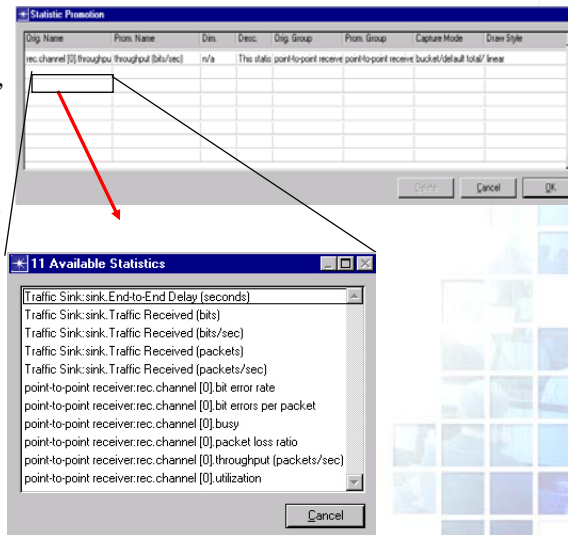 Statistic Promotion
Orig. Name Prom. Name Dim. Desc. Orig. Group Prom. Group Capture Mode Draw Style
rec.channel [0].throughpu throughput (bits/sec) n/a This statis point-to-point receive point-to-point receive bucket/default total/ linear
,
Delete Cancel OK
11 Available Statistics
Traffic Sink:sink.End-to-End Delay (seconds)
Traffic Sink:sink.Traffic Received (bits)
Traffic Sink:sink.Traffic Received (bits/sec)
Traffic Sink:sink.Traffic Received (packets)
Traffic Sink:sink.Traffic Received (packets/sec)
point-to-point receiver:rec.channel [0].bit error rate
point-to-point receiver:rec.channel [0].bit errors per packet
point-to-point receiver:rec.channel [0].busy
point-to-point receiver:rec.channel [0].packet loss ratio
point-to-point receiver:rec.channel [0].throughput (packets/sec)
point-to-point receiver:rec.channel [0].utilization
Cancel